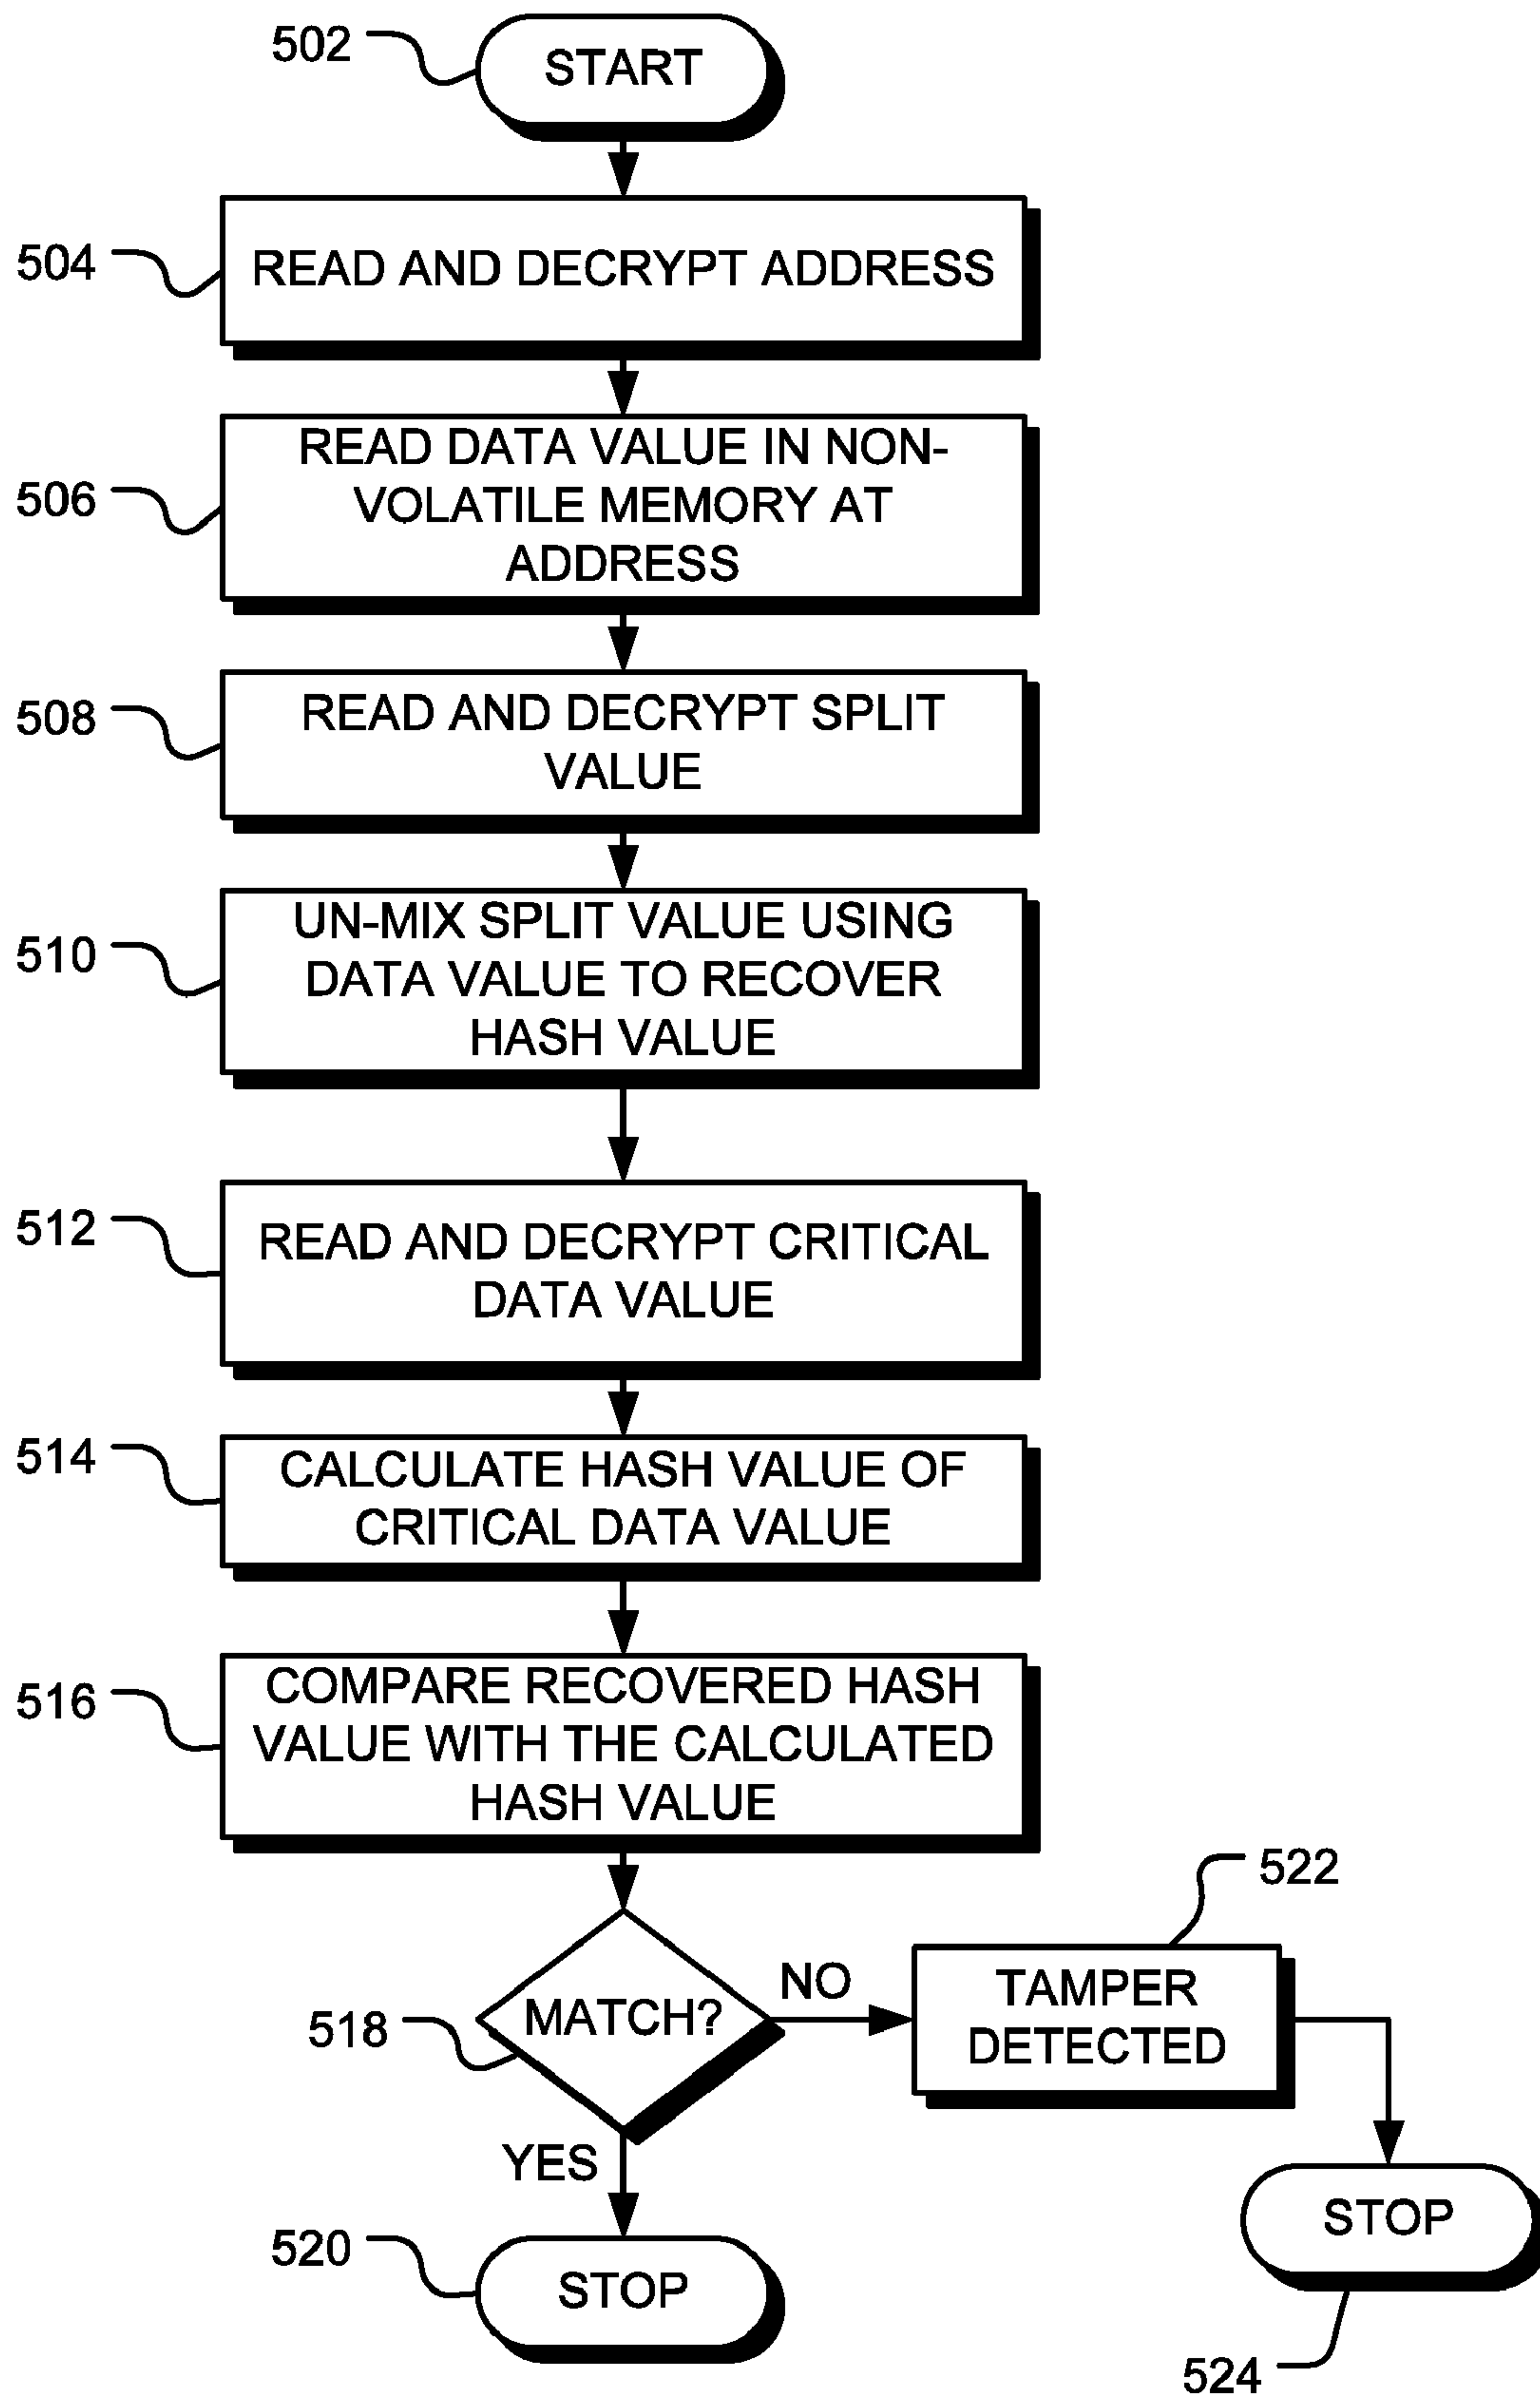 502
START
504
READ AND DECRYPT ADDRESS
506
READ DATA VALUE IN NON-
VOLATILE MEMORY AT
ADDRESS
508
READ AND DECRYPT SPLIT
VALUE
510
UN-MIX SPLIT VALUE USING
DATA VALUE TO RECOVER
HASH VALUE
512
READ AND DECRYPT CRITICAL
DATA VALUE
514
CALCULATE HASH VALUE OF
CRITICAL DATA VALUE
516
COMPARE RECOVERED HASH
VALUE WITH THE CALCULATED
HASH VALUE
518
MATCH?
NO
522
TAMPER
DETECTED
YES
520
STOP
STOP
524